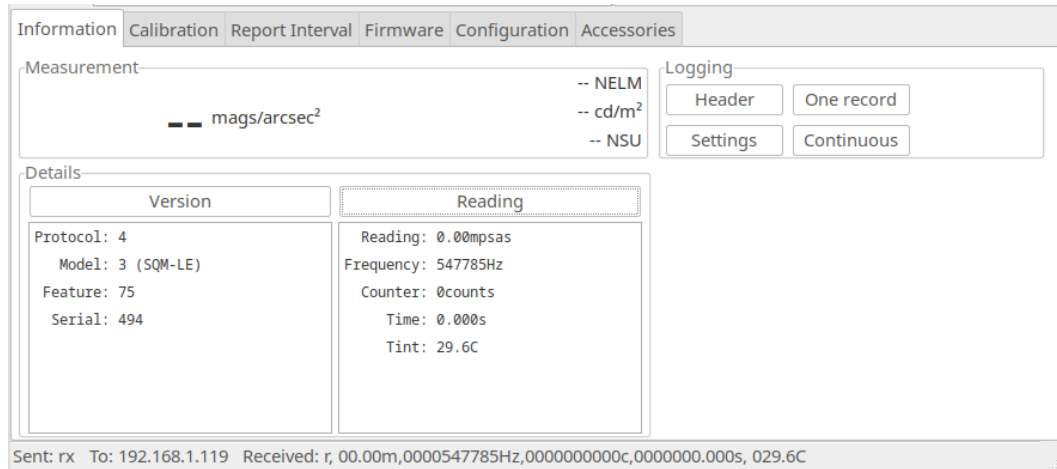 Information Calibration Report Interval Firmware Configuration Accessories
Measurement
-- mags/arcsec²
-- NELM
-- cd/m²
-- NSU
Logging
Header One record
Settings Continuous
Details
Version
Protocol: 4
Model: 3 (SQM-LE)
Feature: 75
Serial: 494
Reading
Reading: 0.00mpsas
Frequency: 547785Hz
Counter: 0counts
Time: 0.000s
Tint: 29.6C
Sent: rx To: 192.168.1.119 Received: r, 00.00m,0000547785Hz,0000000000c,0000000.000s, 029.6C